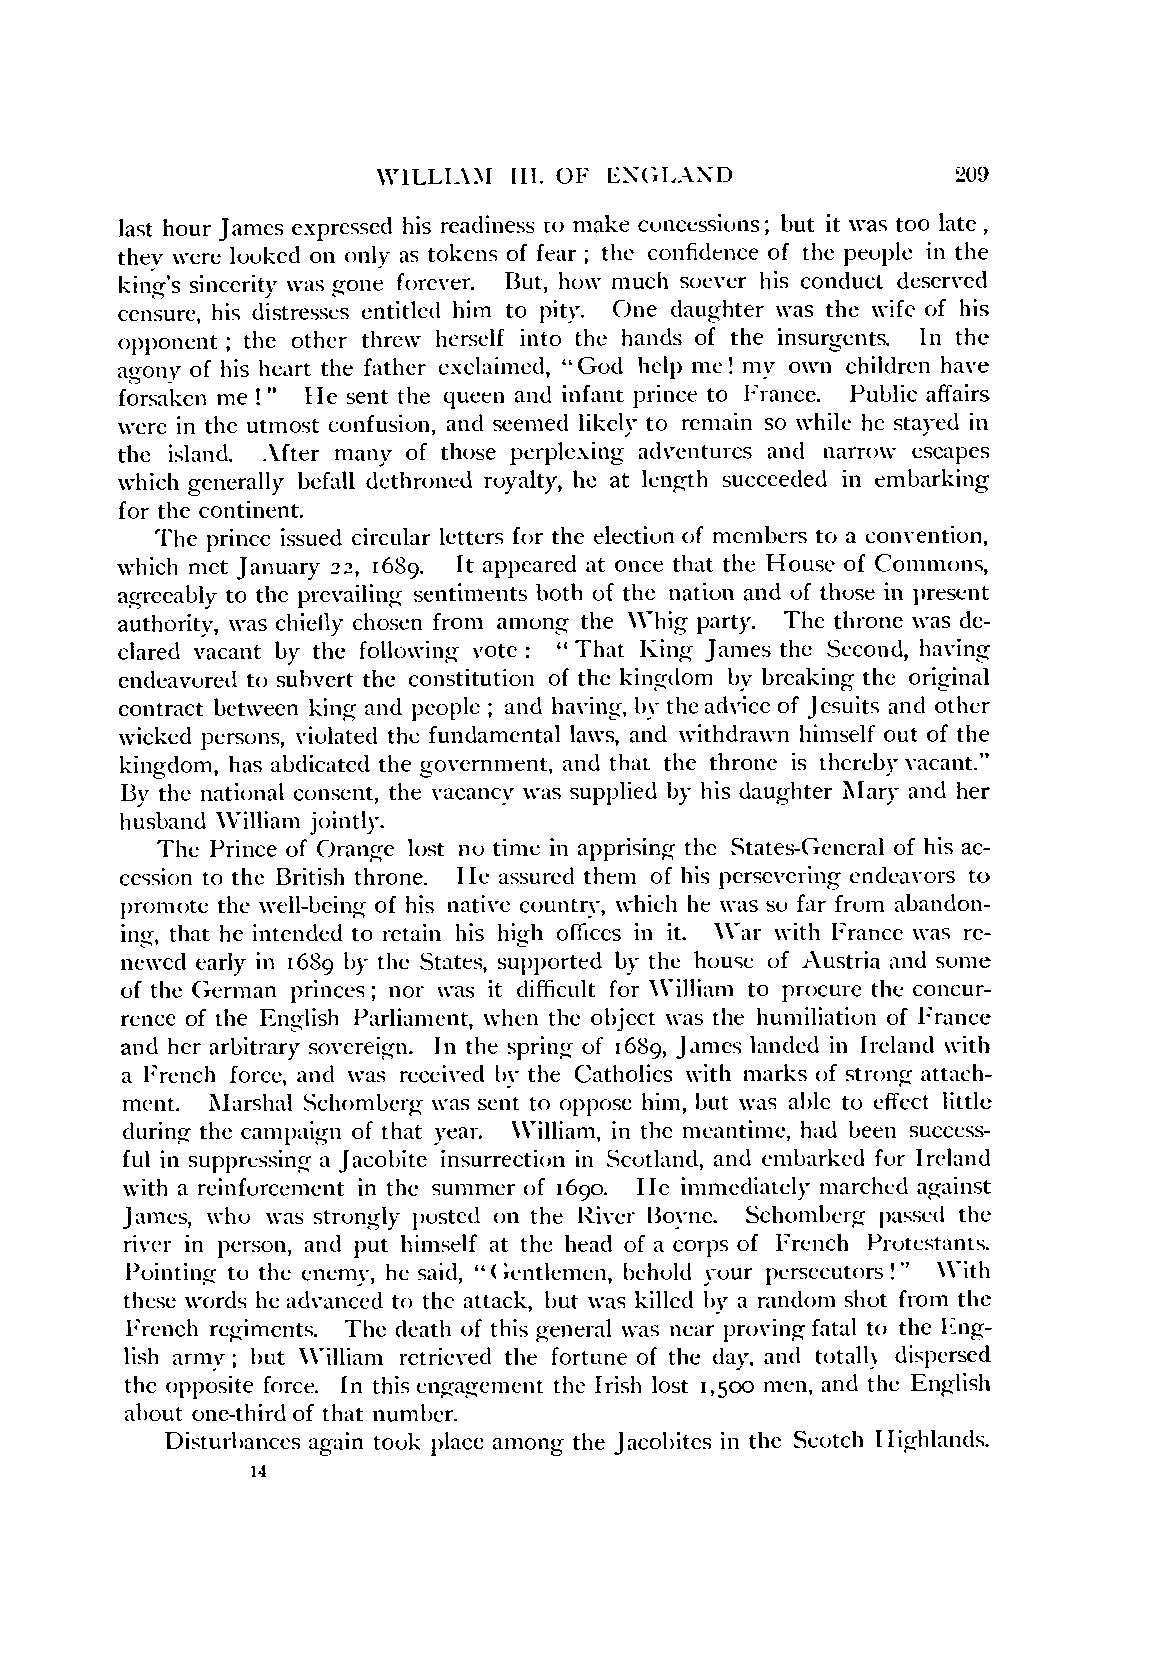 WILLIAM III. OF ENGLAND 209
last hour James expressed his readiness to make concessions; but it was too late,
they were looked on only as tokens of fear; the confidence of the people in the
king's sincerity was gone forever. But, how much soever his conduct deserved
censure, his distresses entitled him to pity. One daughter was the wife of his
opponent; the other threw herself into the hands of the insurgents. In the
agony of his heart the father exclaimed, "God help me! my own children have
forsaken me!" He sent the queen and infant prince to France. Public affairs
were in the utmost confusion, and seemed likely to remain so while he stayed in
the island. After many of those perplexing adventures and narrow escapes
which generally befall dethroned royalty, he at length succeeded in embarking
for the continent.
The prince issued circular letters for the election of members to a convention,
which met January 22, 1689. It appeared at once that the House of Commons,
agreeably to the prevailing sentiments both of the nation and of those in present
authority, was chiefly chosen from among the Whig party. The throne was de-
clared vacant by the following vote: "That King James the Second, having
endeavored to subvert the constitution of the kingdom by breaking the original
contract between king and people; and having, by the advice of Jesuits and other
wicked persons, violated the fundamental laws, and withdrawn himself out of the
kingdom, has abdicated the government, and that the throne is thereby vacant."
By the national consent, the vacancy was supplied by his daughter Mary and her
husband William jointly.
The Prince of Orange lost no time in apprising the States-General of his ac-
cession to the British throne. He assured them of his persevering endeavors to
promote the well-being of his native country, which he was so far from abandon-
ing, that he intended to retain his high offices in it. War with France was re-
newed early in 1689 by the States, supported by the house of Austria and some
of the German princes; nor was it difficult for William to procure the concur-
rence of the English Parliament, when the object was the humiliation of France
and her arbitrary sovereign. In the spring of 1689, James landed in Ireland with
a French force, and was received by the Catholics with marks of strong attach-
ment. Marshal Schomberg was sent to oppose him, but was able to effect little
during the campaign of that year. William, in the meantime, had been success-
ful in suppressing a Jacobite insurrection in Scotland, and embarked for Ireland
with a reinforcement in the summer of 1690. He immediately marched against
James, who was strongly posted on the River Boyne. Schomberg passed the
river in person, and put himself at the head of a corps of French Protestants.
Pointing to the enemy, he said, "Gentlemen, behold your persecutors!" With
these words he advanced to the attack, but was killed by a random shot from the
French regiments. The death of this general was near proving fatal to the Eng-
lish army; but William retrieved the fortune of the day, and totally dispersed
the opposite force. In this engagement the Irish lost 1,500 men, and the English
about one-third of that number.
Disturbances again took place among the Jacobites in the Scotch Highlands.
14